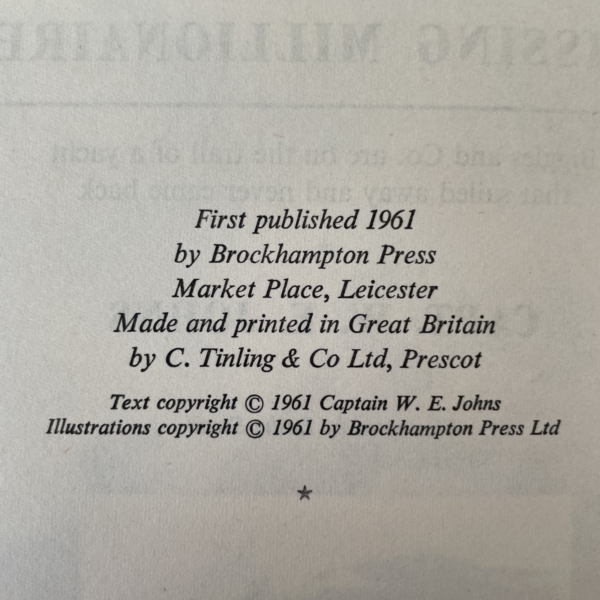 First published 1961
by Brockhampton Press
Market Place, Leicester
Made and printed in Great Britain
by C. Tinling & Co Ltd, Prescot
Text copyright © 1961 Captain W. E. Johns
Illustrations copyright © 1961 by Brockhampton Press Ltd